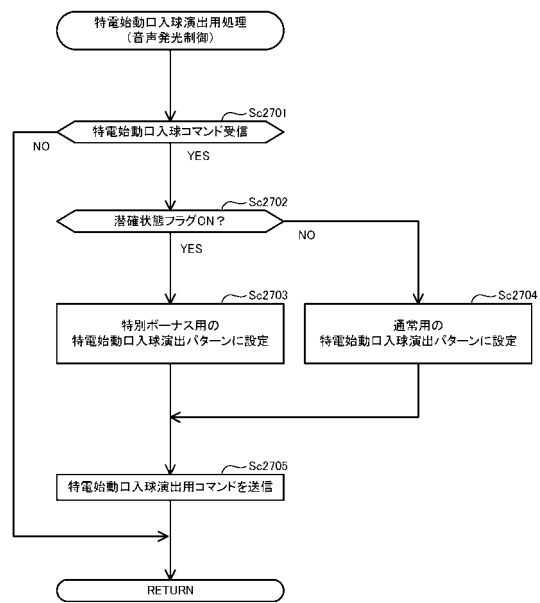 特電始動口入球演出用処理
(音声発光制御)
Sc2701
特電始動口入球コマンド受信
NO
YES
Sc2702
潜確状態フラグON?
NO
YES
Sc2703
特別ボーナス用の
特電始動口入球演出パターンに設定
Sc2704
通常用の
特電始動口入球演出パターンに設定
Sc2705
特電始動口入球演出用コマンドを送信
RETURN